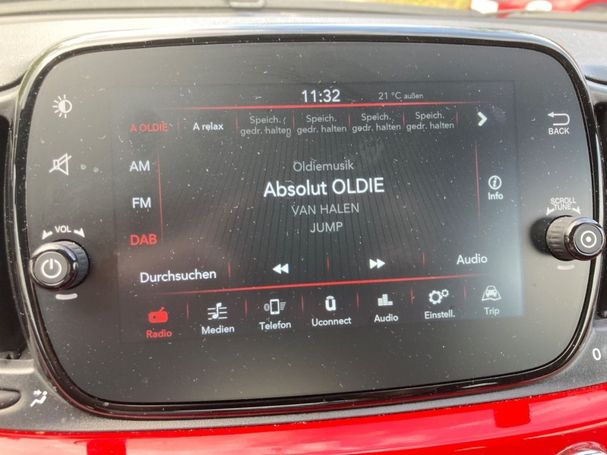 11:32 21 °C außen
A OLDIE A relax Speich. Speich. Speich. Speich.
gedr. halten gedr. halten gedr. halten gedr. halten
BACK
AM
Oldiemusik
Absolut OLDIE
Info
FM
VAN HALEN
SCROLL
TUNE
VOL
DAB
JUMP
Durchsuchen Audio
Radio Medien Telefon Uconnect Audio Einstell. Trip
0